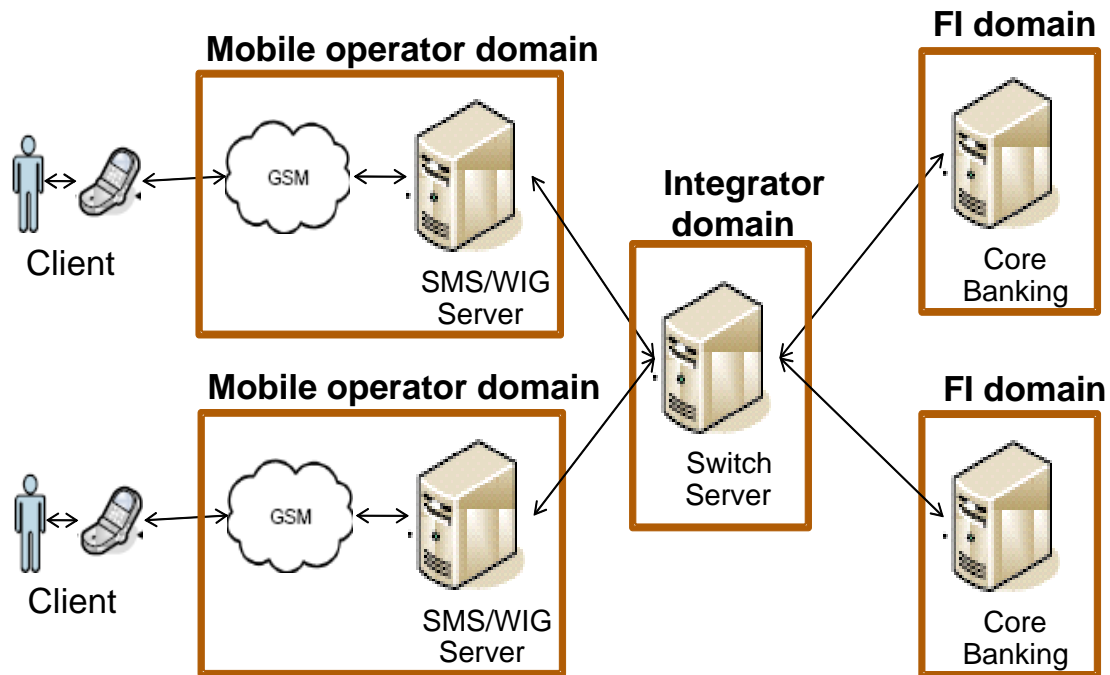 Mobile operator domain
FI domain
GSM
Client
SMS/WIG
Server
Integrator
domain
Core
Banking
Mobile operator domain
FI domain
Switch
Server
GSM
Client
SMS/WIG
Server
Core
Banking